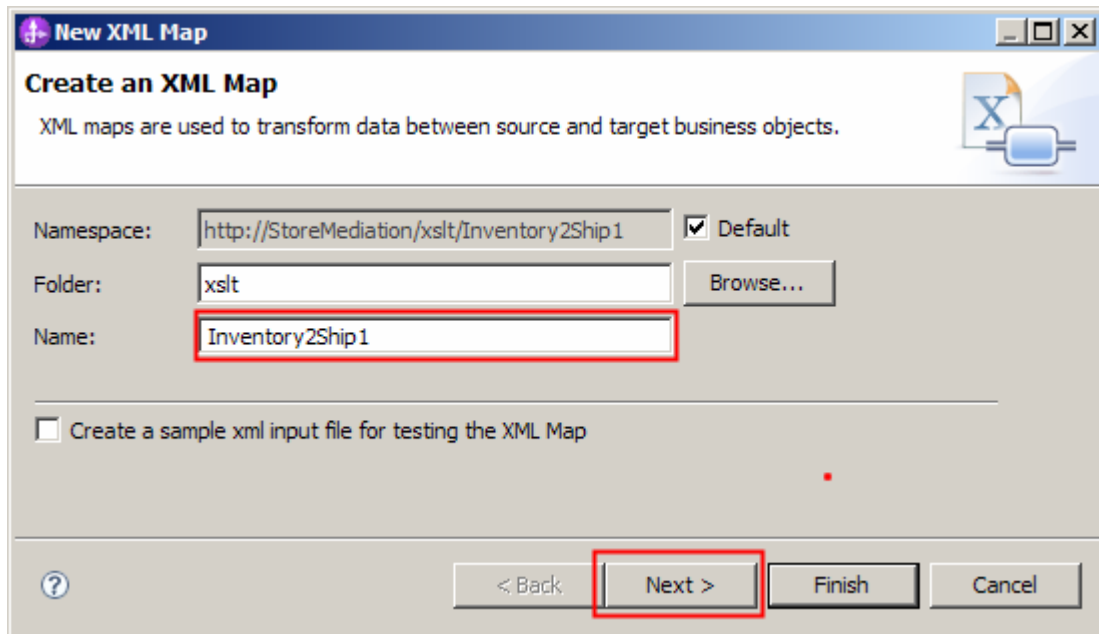 New XML Map
Create an XML Map
XML maps are used to transform data between source and target business objects.
Namespace: http://StoreMediation/xslt/Inventory2Ship1 Default
Folder: xslt Browse...
Name: Inventory2Ship1
Create a sample xml input file for testing the XML Map
? < Back Next > Finish Cancel